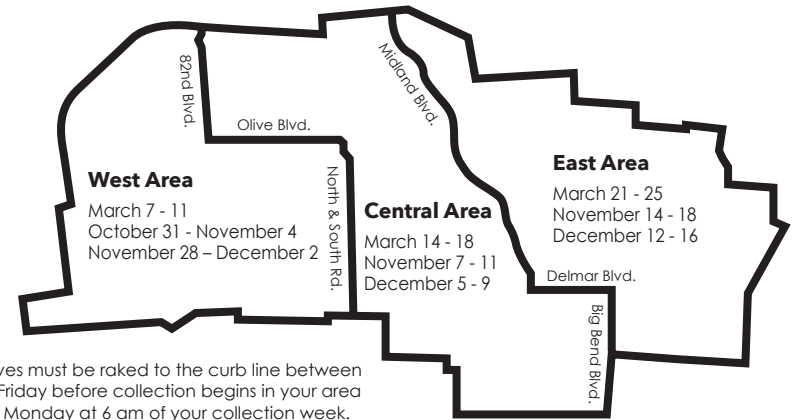 82nd Blvd.
Olive Blvd.
North & South Rd.
Midland Blvd.
Delmar Blvd.
Big Bend Blvd.
West Area
March 7 - 11
October 31 - November 4
November 28 – December 2
Central Area
March 14 - 18
November 7 - 11
December 5 - 9
East Area
March 21 - 25
November 14 - 18
December 12 - 16
must be raked to the curb line between
Friday before collection begins in your area
Monday at 6 am of your collection week.